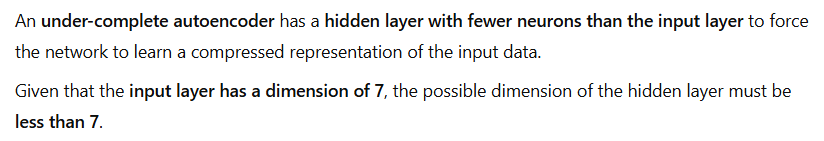 An under-complete autoencoder has a hidden layer with fewer neurons than the input layer to force
the network to learn a compressed representation of the input data.
Given that the input layer has a dimension of 7, the possible dimension of the hidden layer must be
less than 7.